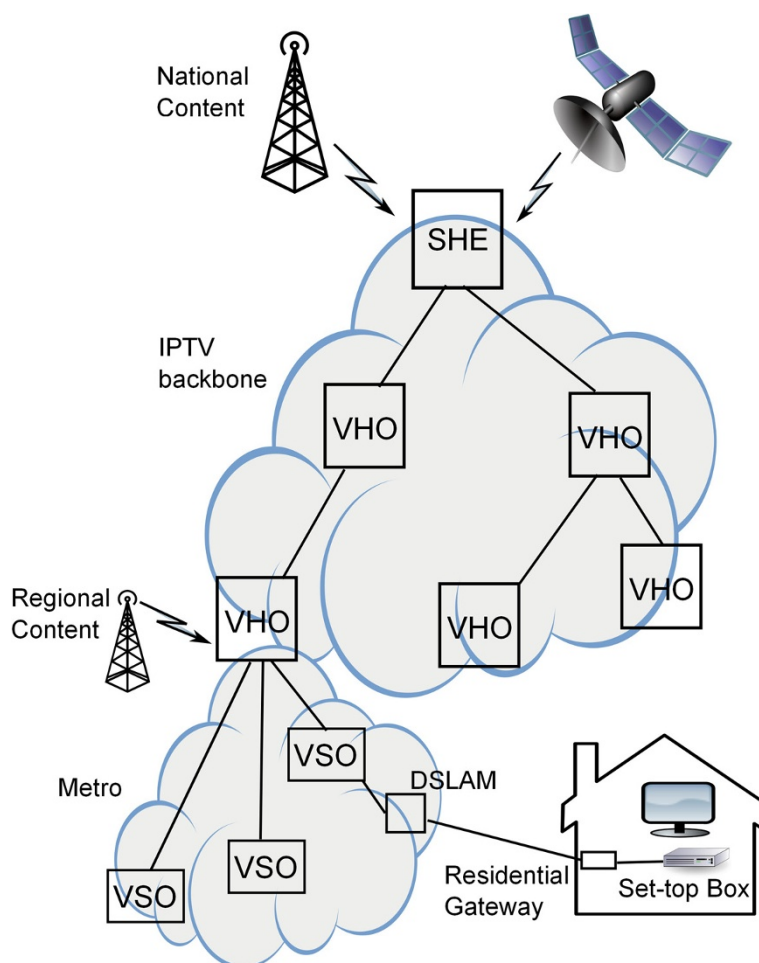 National
Content
SHE
IPTV
backbone
VHO
VHO
Regional
Content
VHO
VHO
VHO
Metro
VSO
DSLAM
VSO
VSO
Residential
Gateway
Set-top Box